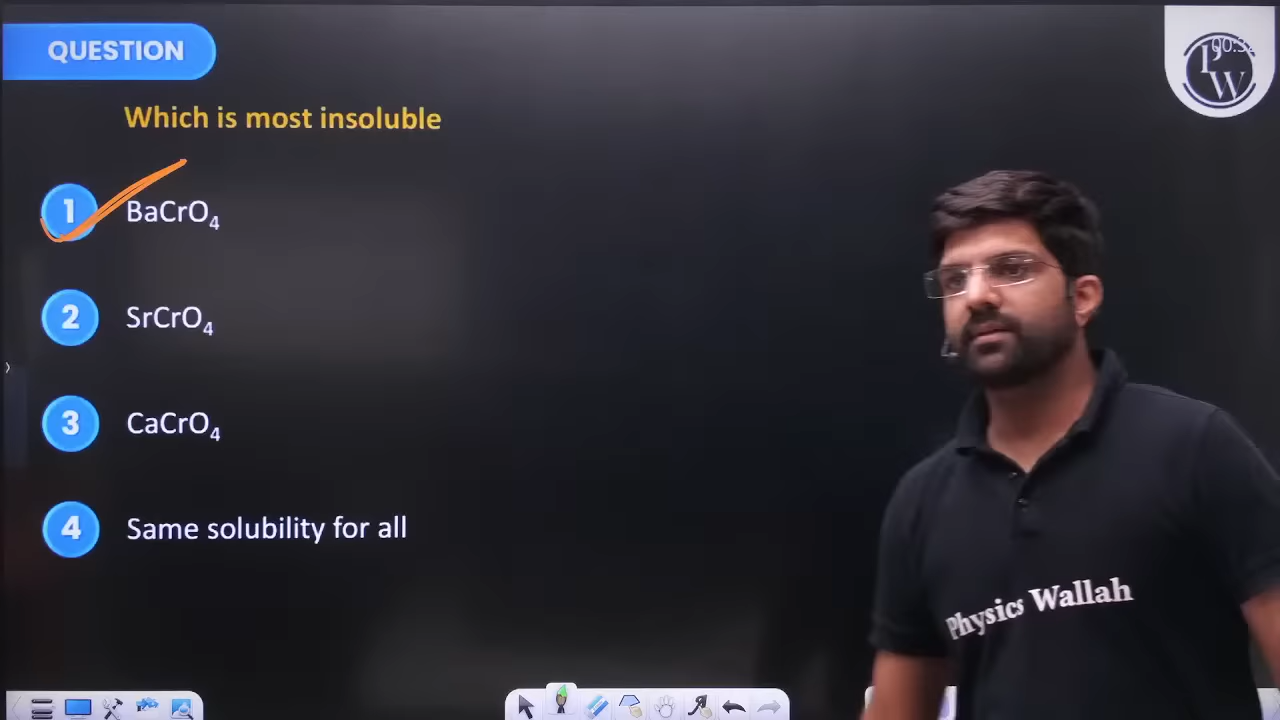 QUESTION
Which is most insoluble
1 BaCrO₄
2 SrCrO₄
3 CaCrO₄
4 Same solubility for all
Physics Wallah
P
W